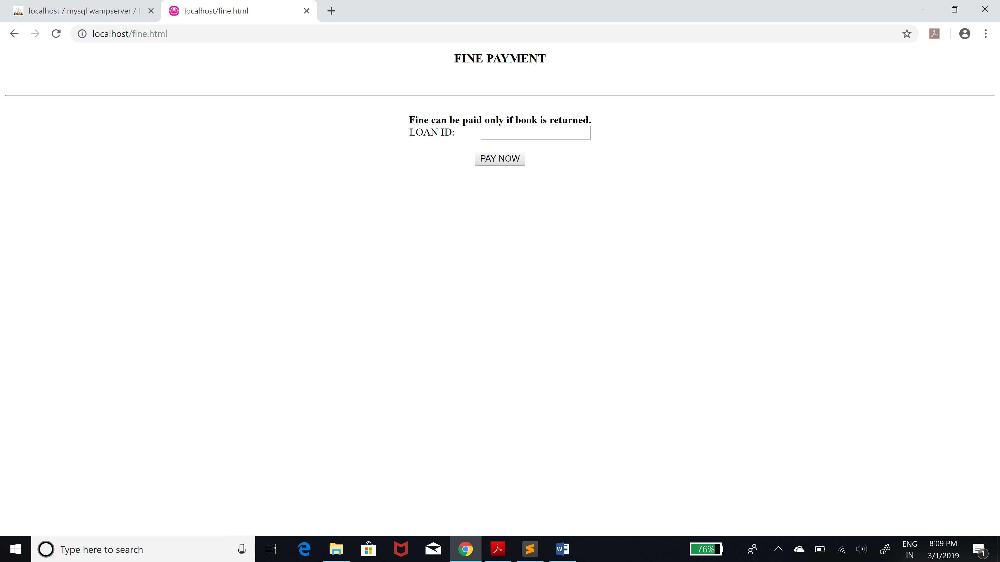 localhost / mysql wampserver / li
localhost/fine.html
localhost/fine.html
FINE PAYMENT
Fine can be paid only if book is returned.
LOAN ID:
PAY NOW
Type here to search
76%
ENG
IN
8:09 PM
3/1/2019
1